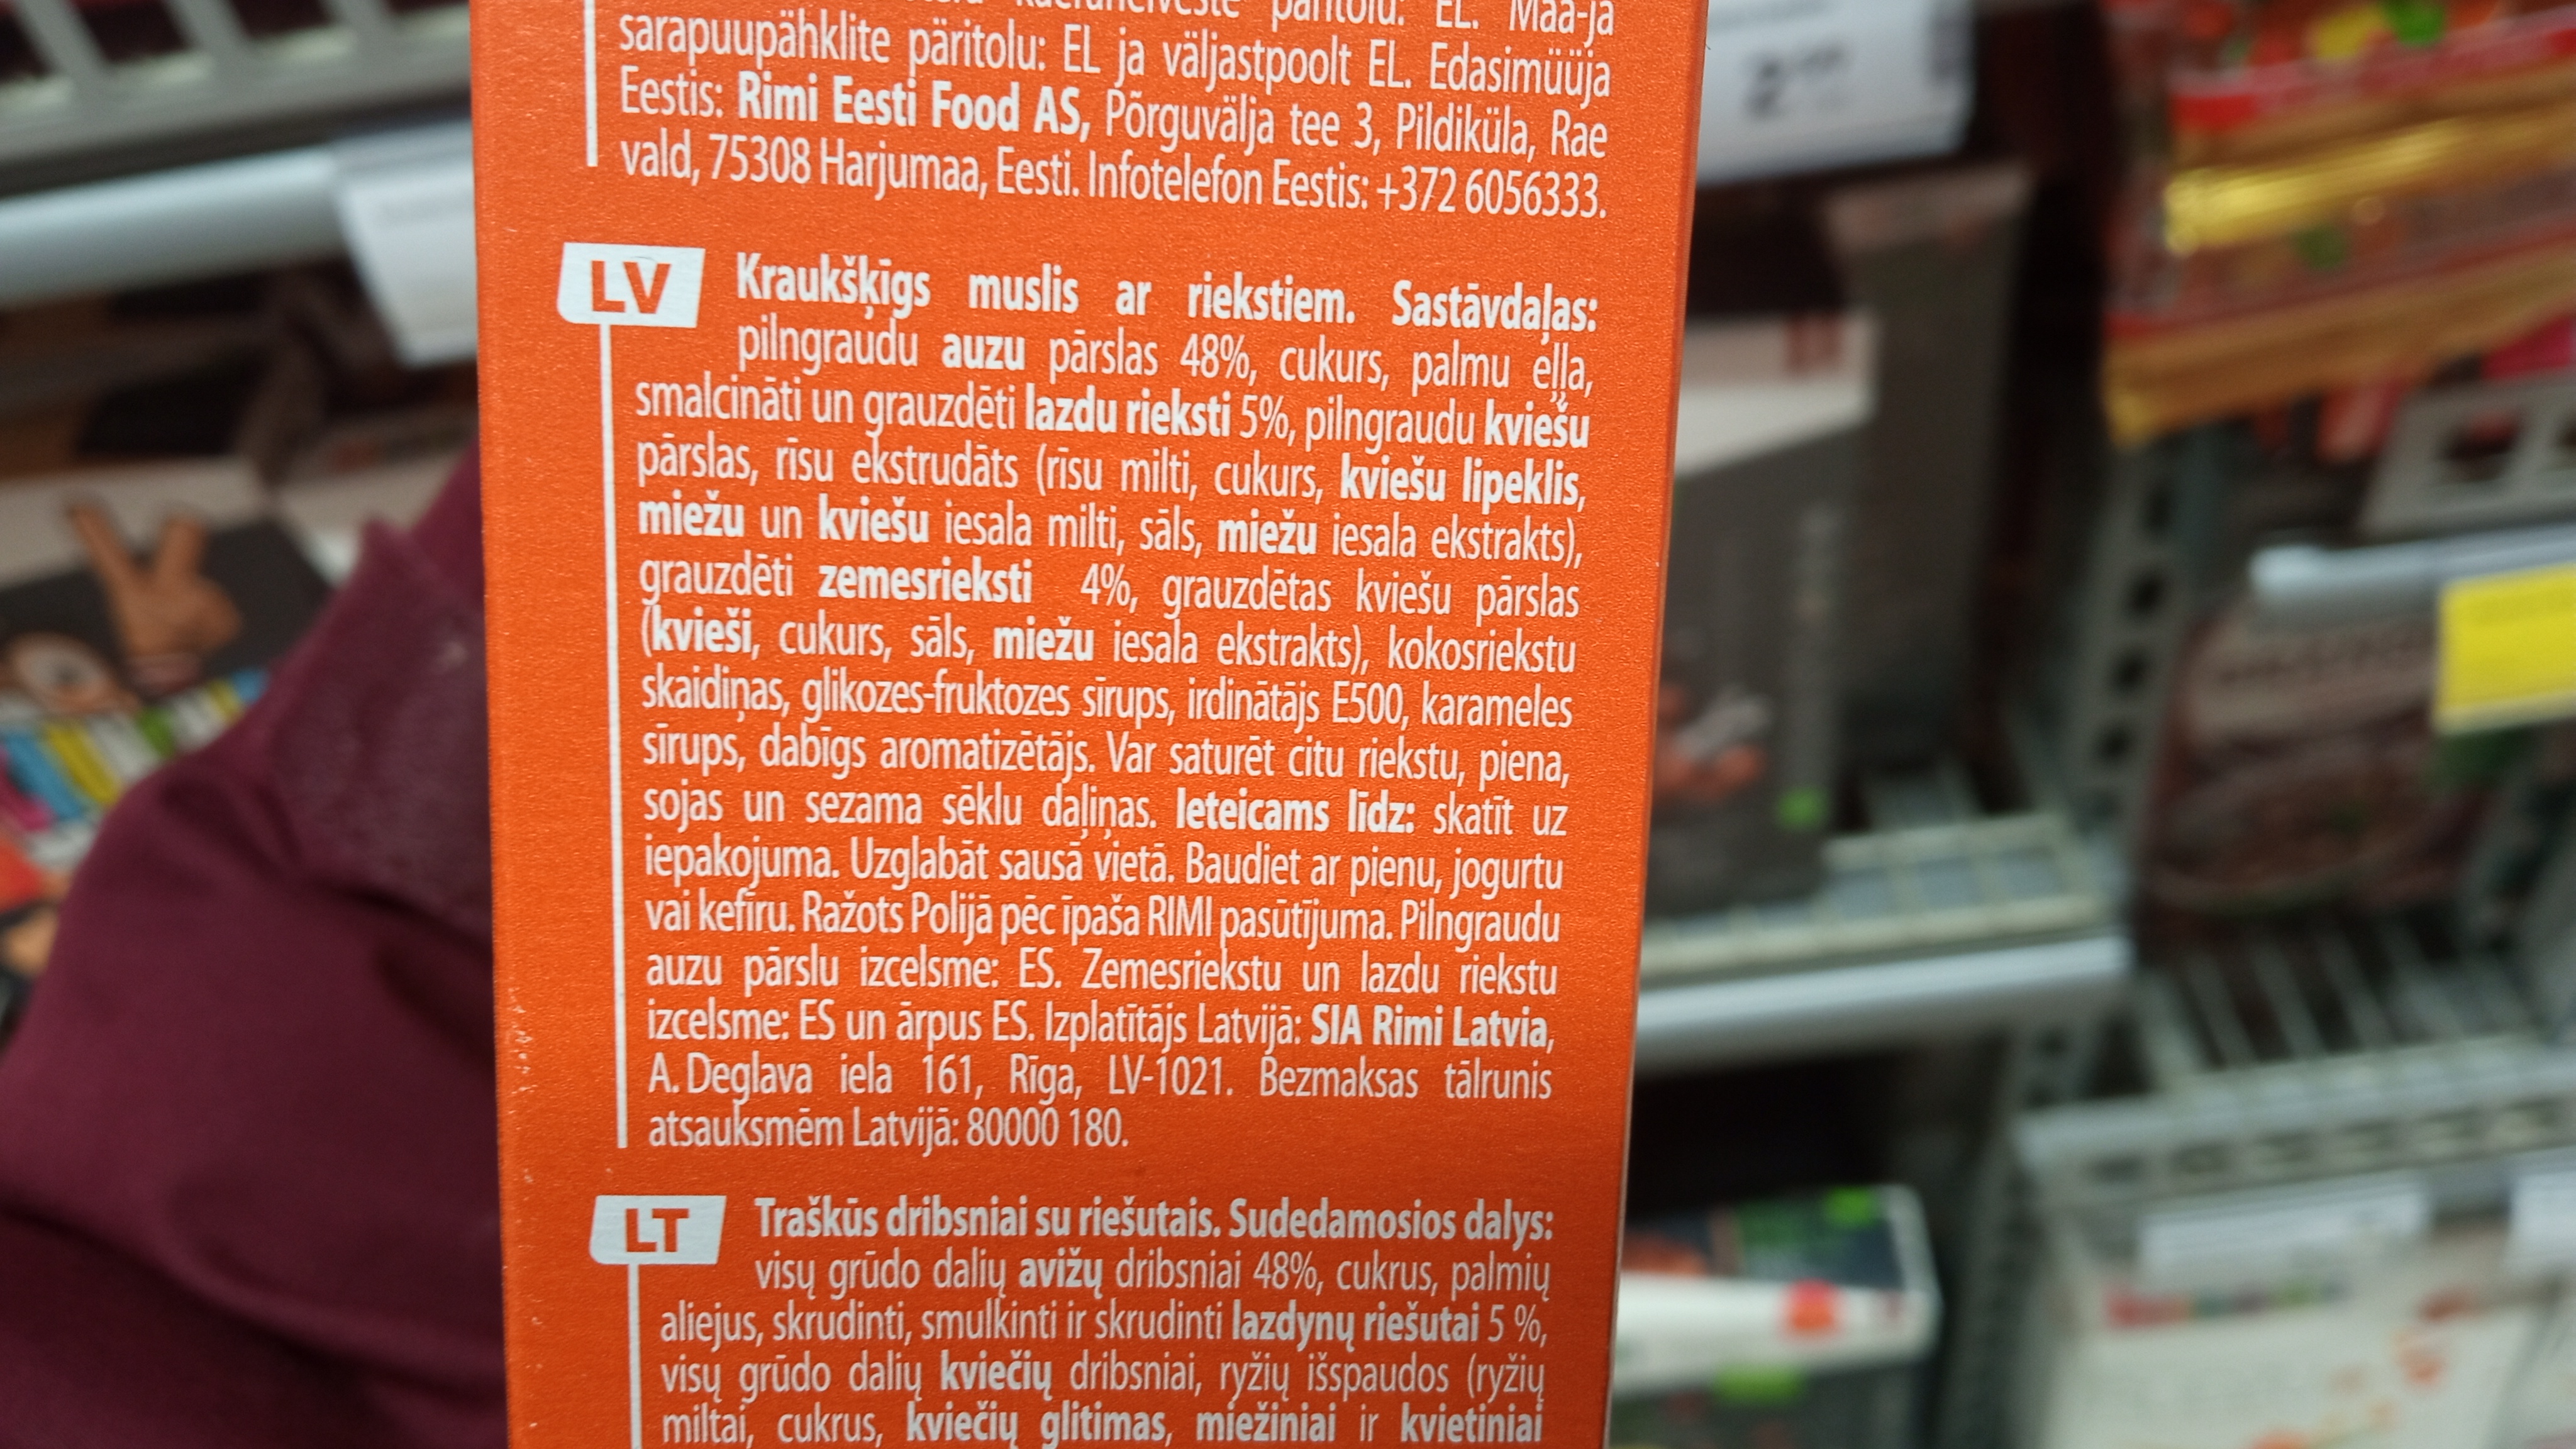 päritolu: EL. Maa-ja
sarapuupähklite päritolu: EL ja väljastpoolt EL. Edasimüüja
Eestis: Rimi Eesti Food AS, Põrguvälja tee 3, Pildiküla, Rae
vald, 75308 Harjumaa, Eesti. Infotelefon Eestis: +372 6056333.
LV
Kraukšķīgs muslis ar riekstiem. Sastāvdaļas:
pilngraudu auzu pārslas 48%, cukurs, palmu eļļa,
smalcināti un grauzdēti lazdu rieksti 5%, pilngraudu kviešu
pārslas, rīsu ekstrudāts (rīsu milti, cukurs, kviešu lipeklis,
miežu un kviešu iesala milti, sāls, miežu iesala ekstrakts),
grauzdēti zemesrieksti 4%, grauzdētas kviešu pārslas
(kvieši, cukurs, sāls, miežu iesala ekstrakts), kokosriekstu
skaidiņas, glikozes-fruktozes sīrups, irdinātājs E500, karameles
sīrups, dabīgs aromatizētājs. Var saturēt citu riekstu, piena,
sojas un sezama sēklu daļiņas. Ieteicams līdz: skatīt uz
iepakojuma. Uzglabāt sausā vietā. Baudiet ar pienu, jogurtu
vai kefīru. Ražots Polijā pēc īpaša RIMI pasūtījuma. Pilngraudu
auzu pārslu izcelsme: ES. Zemesriekstu un lazdu riekstu
izcelsme: ES un ārpus ES. Izplatītājs Latvijā: SIA Rimi Latvia,
A.Deglava iela 161, Rīga, LV-1021. Bezmaksas tālrunis
atsauksmēm Latvijā: 80000 180.
LT
Traškūs dribsniai su riešutais. Sudedamosios dalys:
visų grūdo dalių avižų dribsniai 48%, cukrus, palmių
aliejus, skrudinti, smulkinti ir skrudinti lazdynų riešutai 5 %,
visų grūdo dalių kviečių dribsniai, ryžių išspaudos (ryžių
miltai, cukrus, kviečių glitimas, miežiniai ir kvietiniai